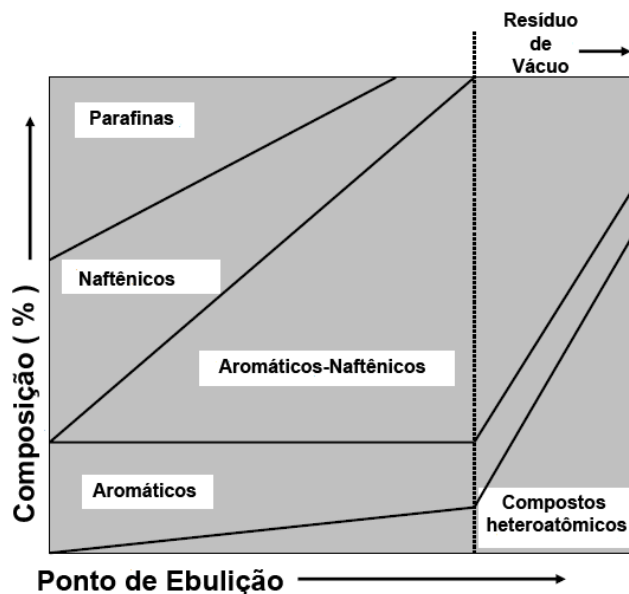 Resíduo
de
Vácuo
Parafinas
Naftênicos
Aromáticos-Naftênicos
Aromáticos
Compostos
heteroatômicos
Composição ( % )
Ponto de Ebulição